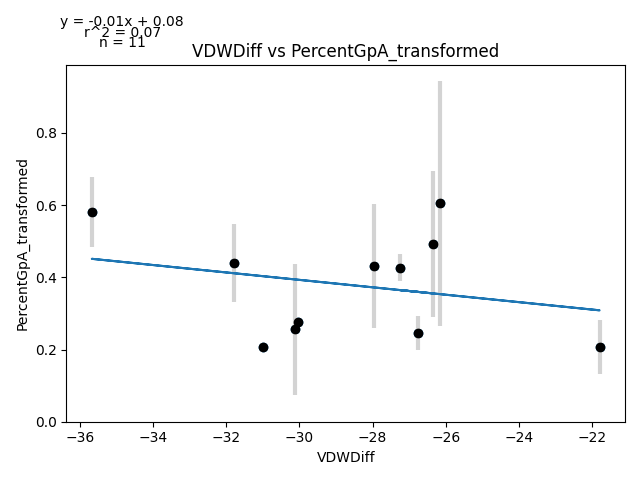 y = -0.01x + 0.08
r^2 = 0.07
n = 11
VDWDiff vs PercentGpA_transformed
PercentGpA_transformed
0.8
0.6
0.4
0.2
0.0
−36
−34
−32
−30
−28
−26
−24
−22
VDWDiff